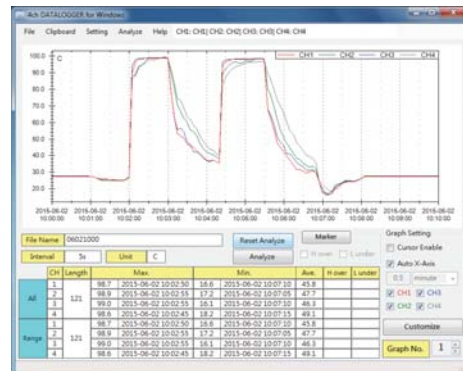 4ch DATALOGGER for Windows
File Clipboard Setting Analyze Help CH1: CH1| CH2: CH2| CH3: CH3| CH4: CH4
C CH1 CH2 CH3 CH4
100.0
90.0
80.0
70.0
60.0
50.0
40.0
30.0
20.0
2015-06-02 2015-06-02 2015-06-02 2015-06-02 2015-06-02 2015-06-02 2015-06-02 2015-06-02 2015-06-02 2015-06-02 2015-06-02
10:00:00 10:01:00 10:02:00 10:03:00 10:04:00 10:05:00 10:06:00 10:07:00 10:08:00 10:09:00 10:10:00
File Name 06021000 Reset Analyze Marker Graph Setting
Cursor Enable
Interval 5s Unit C Analyze H over L under Auto X-Axis
CH Length Max. Min. Ave. H over L under
0.5 minute
All 1 121 98.7 2015-06-02 10:02:50 16.6 2015-06-02 10:07:10 45.8
2 98.9 2015-06-02 10:02:55 17.2 2015-06-02 10:07:05 47.7
3 99.0 2015-06-02 10:02:55 16.1 2015-06-02 10:07:10 46.3
4 98.6 2015-06-02 10:02:45 18.2 2015-06-02 10:07:15 49.1
CH1 CH3
CH2 CH4
Range 1 121 98.7 2015-06-02 10:02:50 16.6 2015-06-02 10:07:10 45.8
2 98.9 2015-06-02 10:02:55 17.2 2015-06-02 10:07:05 47.7
3 99.0 2015-06-02 10:02:55 16.1 2015-06-02 10:07:10 46.3
4 98.6 2015-06-02 10:02:45 18.2 2015-06-02 10:07:15 49.1
Customize
Graph No. 1